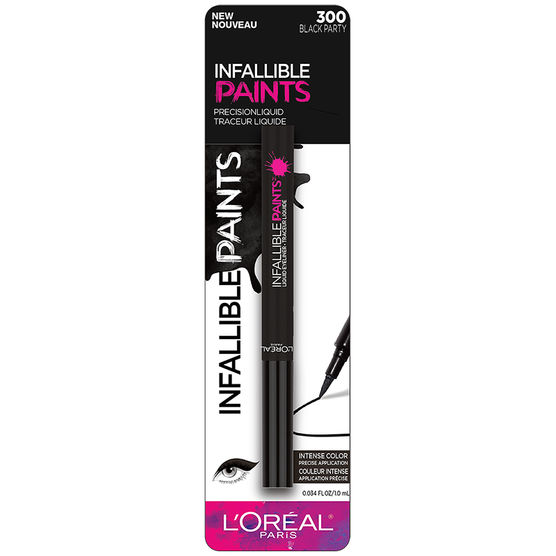 NEW
NOUVEAU
300
BLACK PARTY
INFALLIBLE
PAINTS
PRECISIONLIQUID
TRACEUR LIQUIDE
INFALLIBLE PAINTS
INFALLIBLE PAINTS
LIQUID EYELINER · TRACEUR LIQUIDE
L'ORÉAL
INTENSE COLOR
PRECISE APPLICATION
COULEUR INTENSE
APPLICATION PRÉCISE
0.034 FL OZ/1.0 mL
L'ORÉAL
PARIS